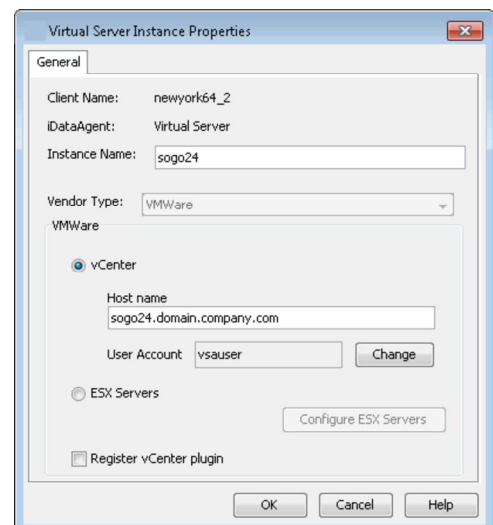 Virtual Server Instance Properties
General
Client Name: newyork64_2
iDataAgent: Virtual Server
Instance Name: sogo24
Vendor Type: VMWare
VMWare
vCenter
Host name
sogo24.domain.company.com
User Account vsauser Change
ESX Servers
Configure ESX Servers
Register vCenter plugin
OK Cancel Help